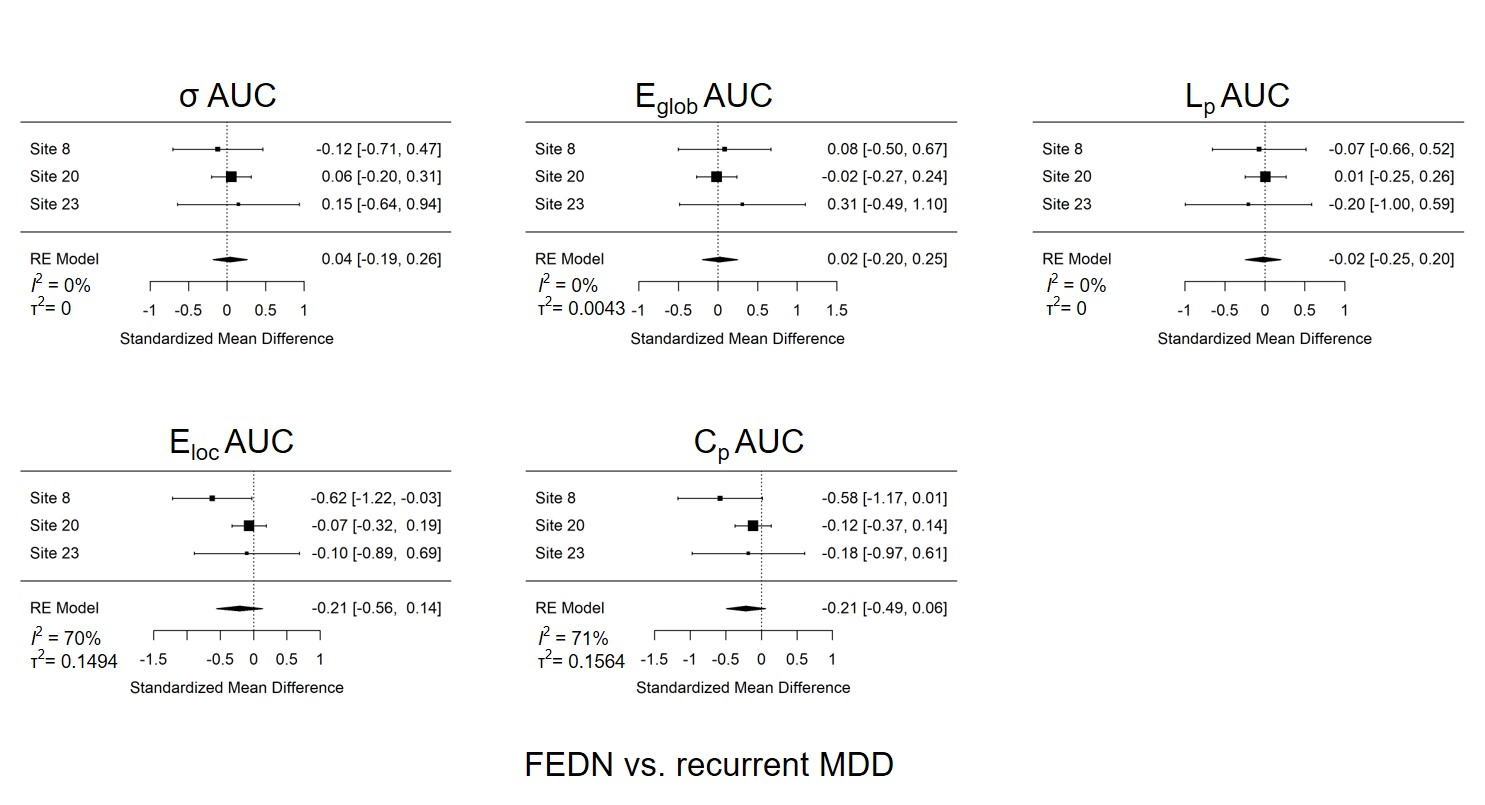 σ AUC
Site 8 -0.12 [-0.71, 0.47]
Site 20 0.06 [-0.20, 0.31]
Site 23 0.15 [-0.64, 0.94]
RE Model 0.04 [-0.19, 0.26]
I² = 0%
τ²= 0
-1 -0.5 0 0.5 1
Standardized Mean Difference
E_glob AUC
Site 8 0.08 [-0.50, 0.67]
Site 20 -0.02 [-0.27, 0.24]
Site 23 0.31 [-0.49, 1.10]
RE Model 0.02 [-0.20, 0.25]
I² = 0%
τ²= 0.0043
-1 -0.5 0 0.5 1 1.5
Standardized Mean Difference
Lₚ AUC
Site 8 -0.07 [-0.66, 0.52]
Site 20 0.01 [-0.25, 0.26]
Site 23 -0.20 [-1.00, 0.59]
RE Model -0.02 [-0.25, 0.20]
I² = 0%
τ²= 0
-1 -0.5 0 0.5 1
Standardized Mean Difference
E_loc AUC
Site 8 -0.62 [-1.22, -0.03]
Site 20 -0.07 [-0.32, 0.19]
Site 23 -0.10 [-0.89, 0.69]
RE Model -0.21 [-0.56, 0.14]
I² = 70%
τ²= 0.1494
-1.5 -0.5 0 0.5 1
Standardized Mean Difference
Cₚ AUC
Site 8 -0.58 [-1.17, 0.01]
Site 20 -0.12 [-0.37, 0.14]
Site 23 -0.18 [-0.97, 0.61]
RE Model -0.21 [-0.49, 0.06]
I² = 71%
τ²= 0.1564
-1.5 -1 -0.5 0 0.5 1
Standardized Mean Difference
FEDN vs. recurrent MDD